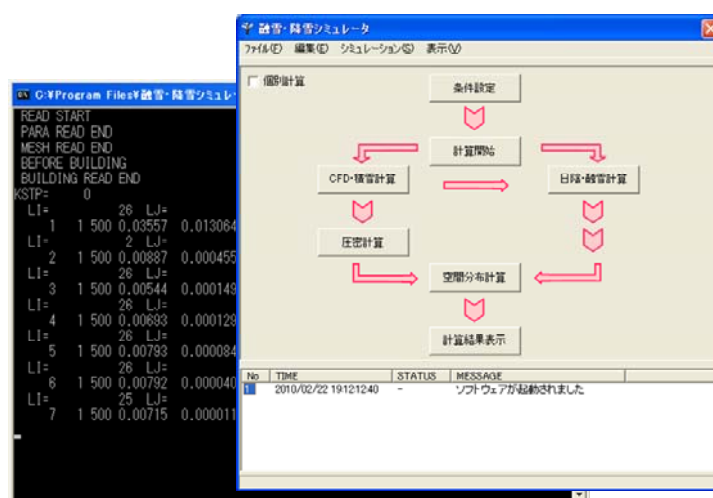 融雪・降雪シミュレータ
ファイル(F) 編集(E) シミュレーション(S) 表示(V)
個別計算
条件設定
計算開始
CFD・積雪計算
日陰・融雪計算
圧密計算
空間分布計算
計算結果表示
No TIME STATUS MESSAGE
1 2010/02/22 19:12:12:40 - ソフトウェアが起動されました
C:¥Program Files¥融雪・降雪シミュレ
READ START
PARA READ END
MESH READ END
BEFORE BUILDING
BUILDING READ END
KSTP= 0
LI= 26 LJ=
1 1 500 0.03557 0.013064
LI= 2 LJ=
2 1 500 0.00887 0.000455
LI= 26 LJ=
3 1 500 0.00544 0.000149
LI= 26 LJ=
4 1 500 0.00693 0.000129
LI= 26 LJ=
5 1 500 0.00793 0.000084
LI= 26 LJ=
6 1 500 0.00792 0.000040
LI= 25 LJ=
7 1 500 0.00715 0.000011